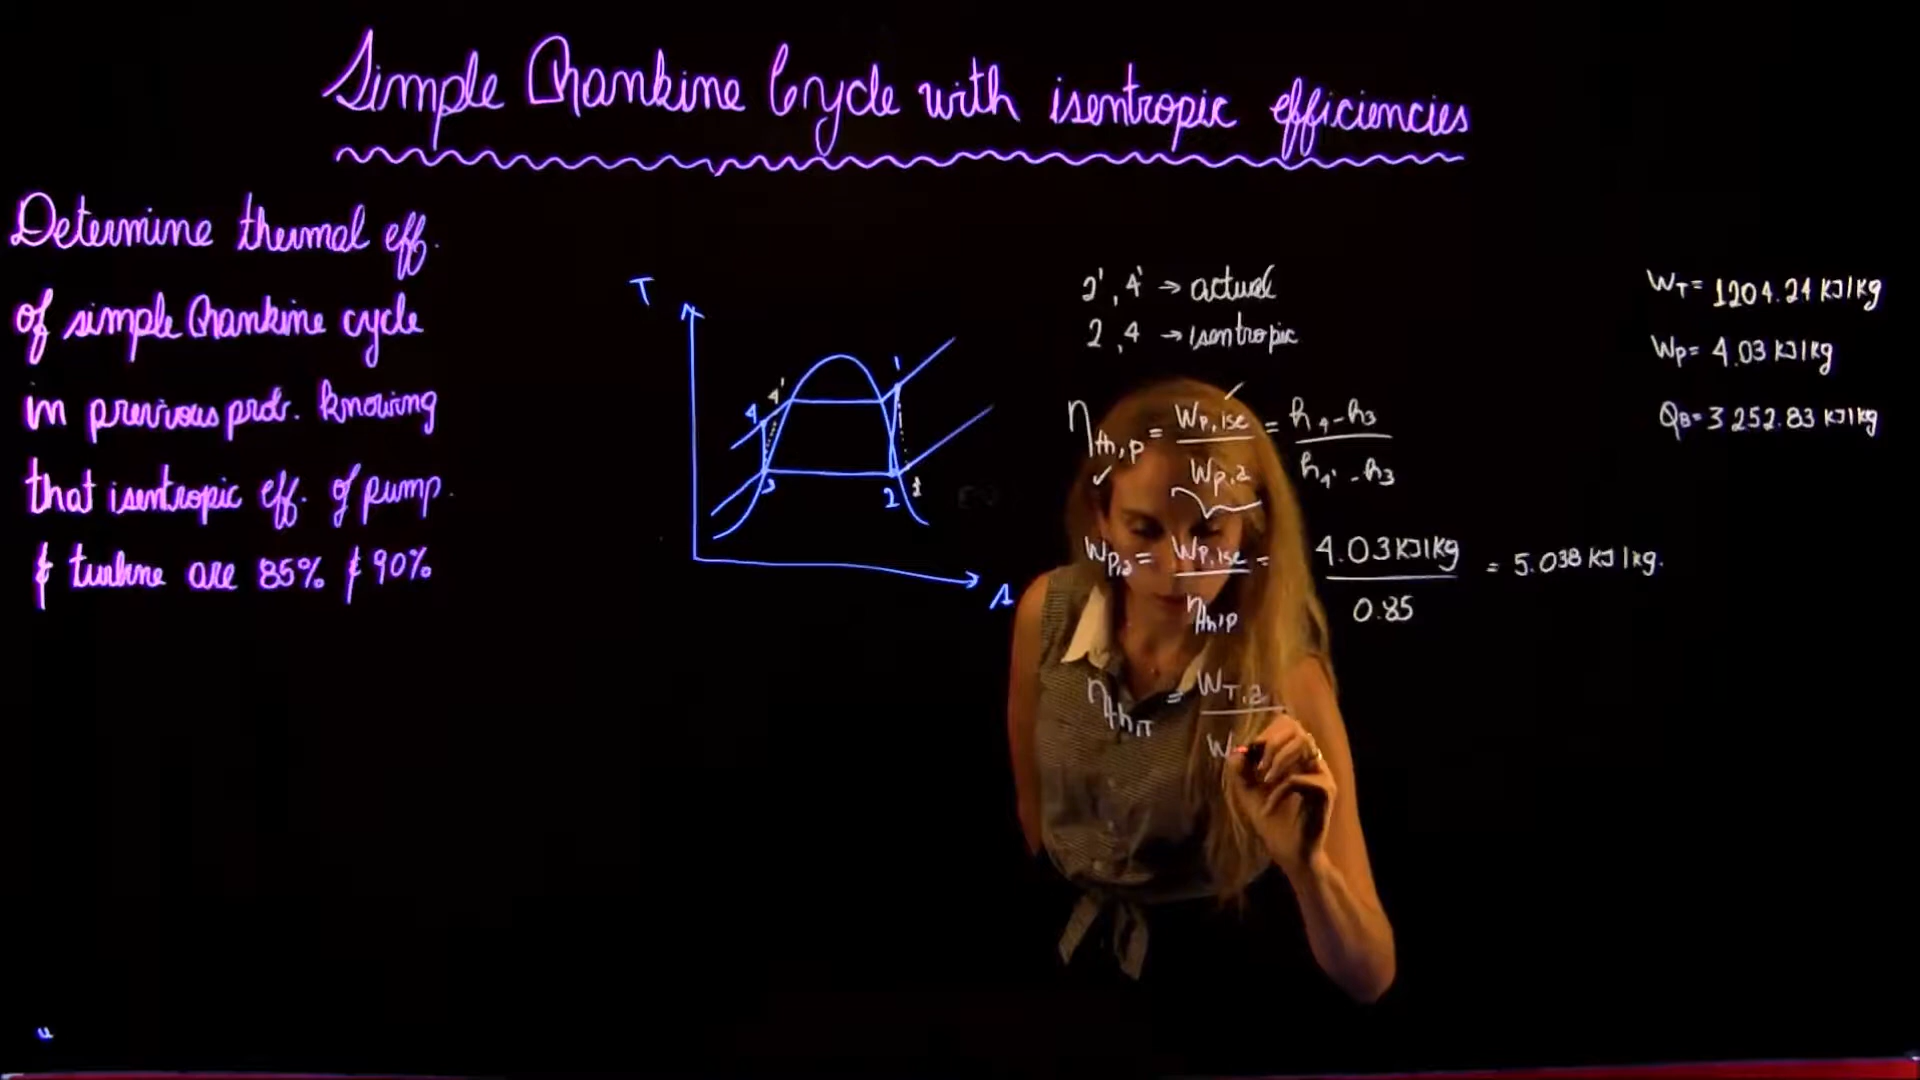 Simple Rankine Cycle with isentropic efficiencies
Determine thermal eff.
of simple Rankine cycle
in previous prob. knowing
that isentropic eff. of pump
& turbine are 85% & 90%
T
1
4 4'
3
2
s
2', 4' → actual
2, 4 → isentropic
η th,p = Wp,ise / Wp,a = h4 - h3 / h4' - h3
Wp,a = Wp,ise / ηth,p = 4.03 KJ/kg / 0.85 = 5.038 KJ/kg.
ηth,T = WT,a / W
WT = 1204.24 KJ/kg
Wp = 4.03 KJ/kg
QB = 3252.83 KJ/kg